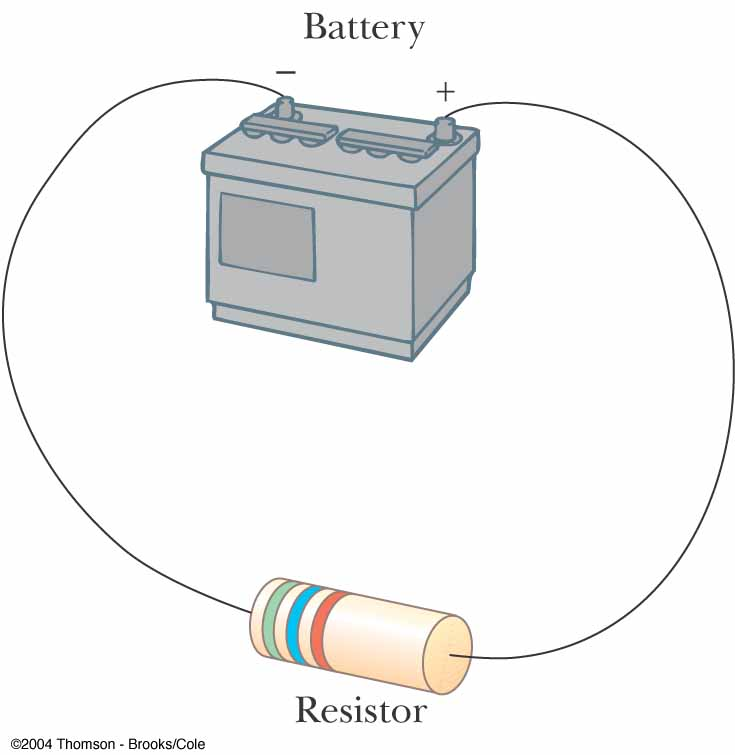 Battery
− +
Resistor
©2004 Thomson - Brooks/Cole